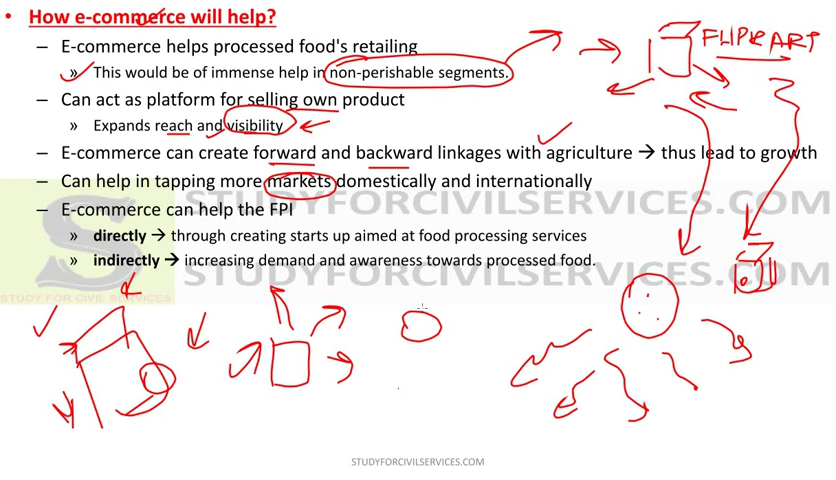 • How e-commerce will help?
– E-commerce helps processed food's retailing
» This would be of immense help in non-perishable segments.
FLIPKART
– Can act as platform for selling own product
» Expands reach and visibility
– E-commerce can create forward and backward linkages with agriculture → thus lead to growth
– Can help in tapping more markets domestically and internationally
STUDYFORCIVILSERVICES.COM
– E-commerce can help the FPI
» directly → through creating starts up aimed at food processing services
» indirectly → increasing demand and awareness towards processed food.
STUDYFORCIVILSERVICES.COM
STUDY FOR CIVIL SERVICES
STUDYFORCIVILSERVICES.COM